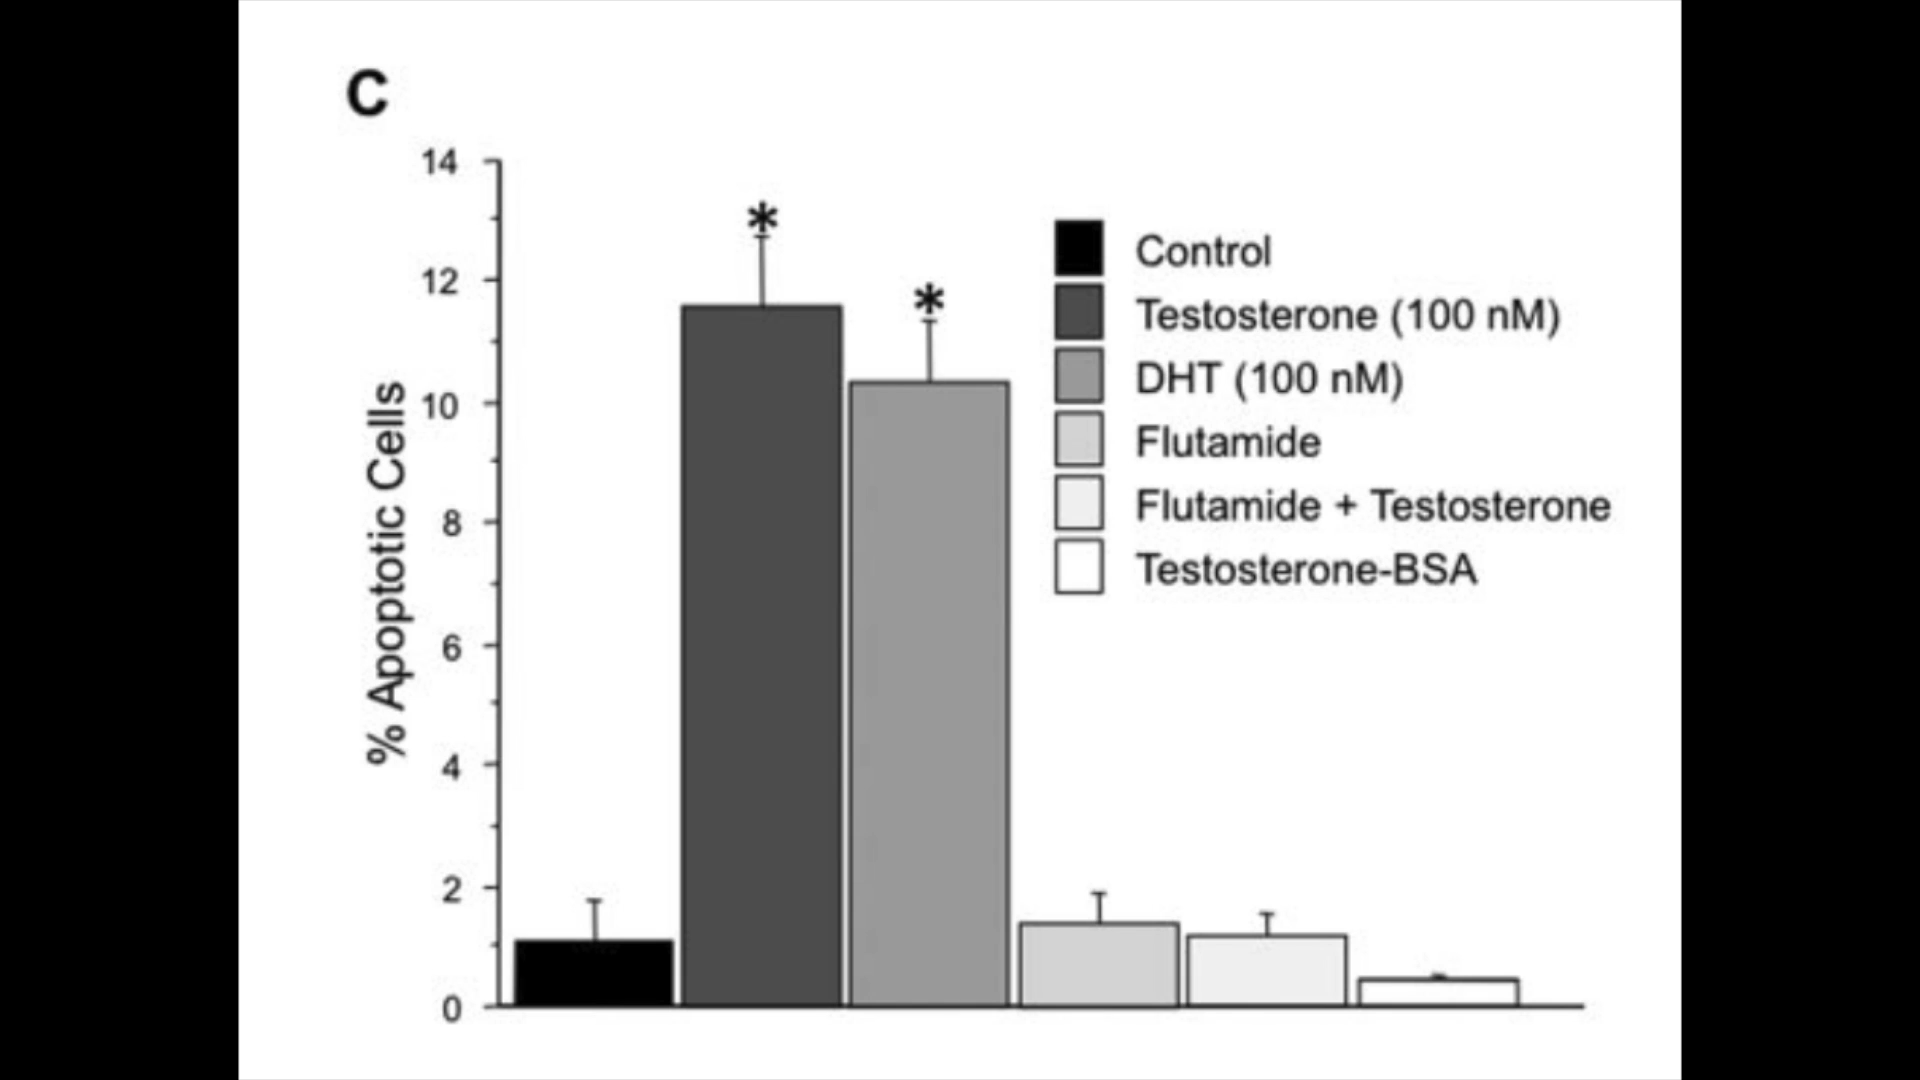 C
14
12
10
8
6
4
2
0
% Apoptotic Cells
*
*
Control
Testosterone (100 nM)
DHT (100 nM)
Flutamide
Flutamide + Testosterone
Testosterone-BSA